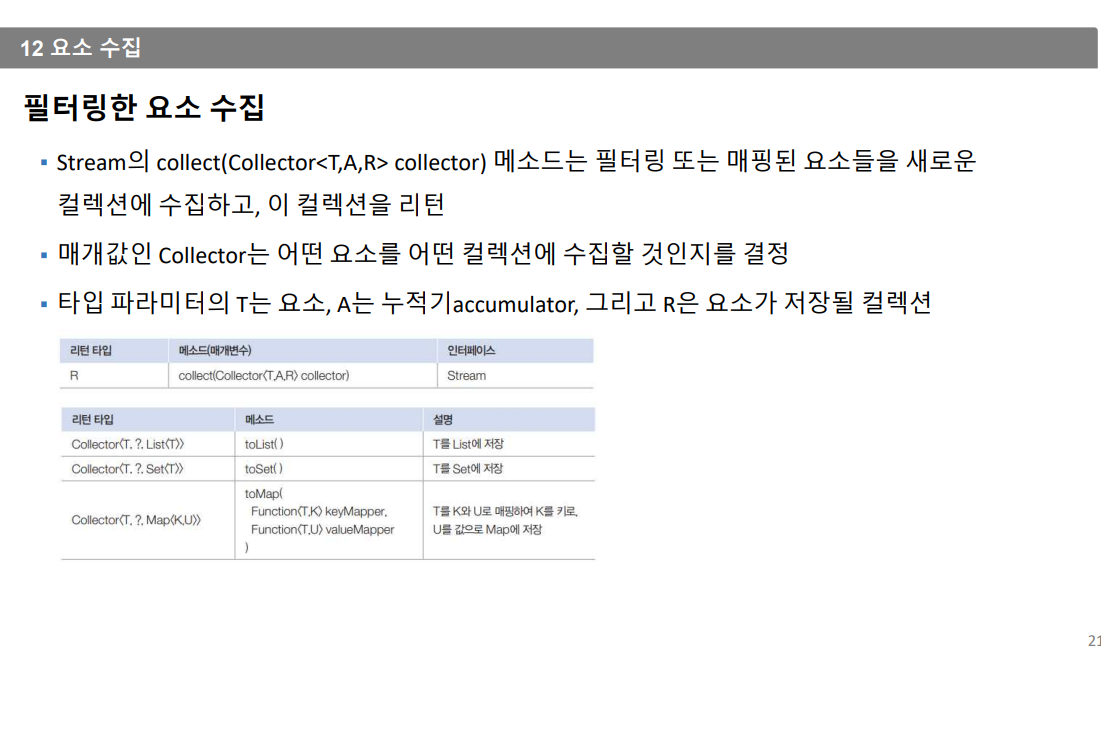 12 요소 수집
필터링한 요소 수집
▪ Stream의 collect(Collector<T,A,R> collector) 메소드는 필터링 또는 매핑된 요소들을 새로운
컬렉션에 수집하고, 이 컬렉션을 리턴
▪ 매개값인 Collector는 어떤 요소를 어떤 컬렉션에 수집할 것인지를 결정
▪ 타입 파라미터의 T는 요소, A는 누적기accumulator, 그리고 R은 요소가 저장될 컬렉션
리턴 타입 메소드(매개변수) 인터페이스
R collect(Collector〈T,A,R〉 collector) Stream
리턴 타입 메소드 설명
Collector〈T, ?, List〈T〉〉 toList( ) T를 List에 저장
Collector〈T, ?, Set〈T〉〉 toSet( ) T를 Set에 저장
Collector〈T, ?, Map〈K,U〉〉 toMap(
Function〈T,K〉 keyMapper,
Function〈T,U〉 valueMapper
)
T를 K와 U로 매핑하여 K를 키로,
U를 값으로 Map에 저장
21